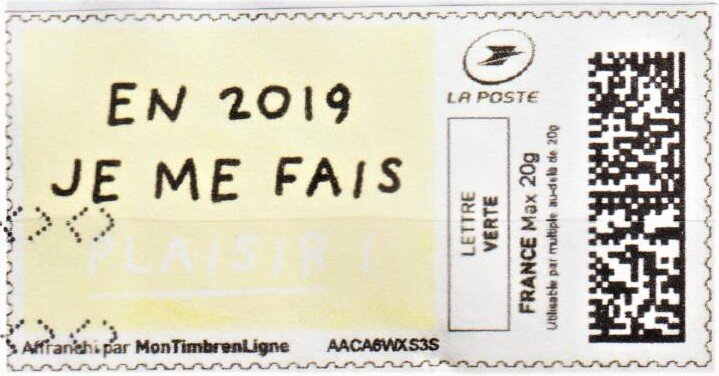 EN 2019
JE ME FAIS
PLAISIR !
Affranchi par MonTimbrenLigne AACA6WXS3S
LA POSTE
LETTRE
VERTE
FRANCE Max 20g
Utilisable par multiple au-delà de 20g